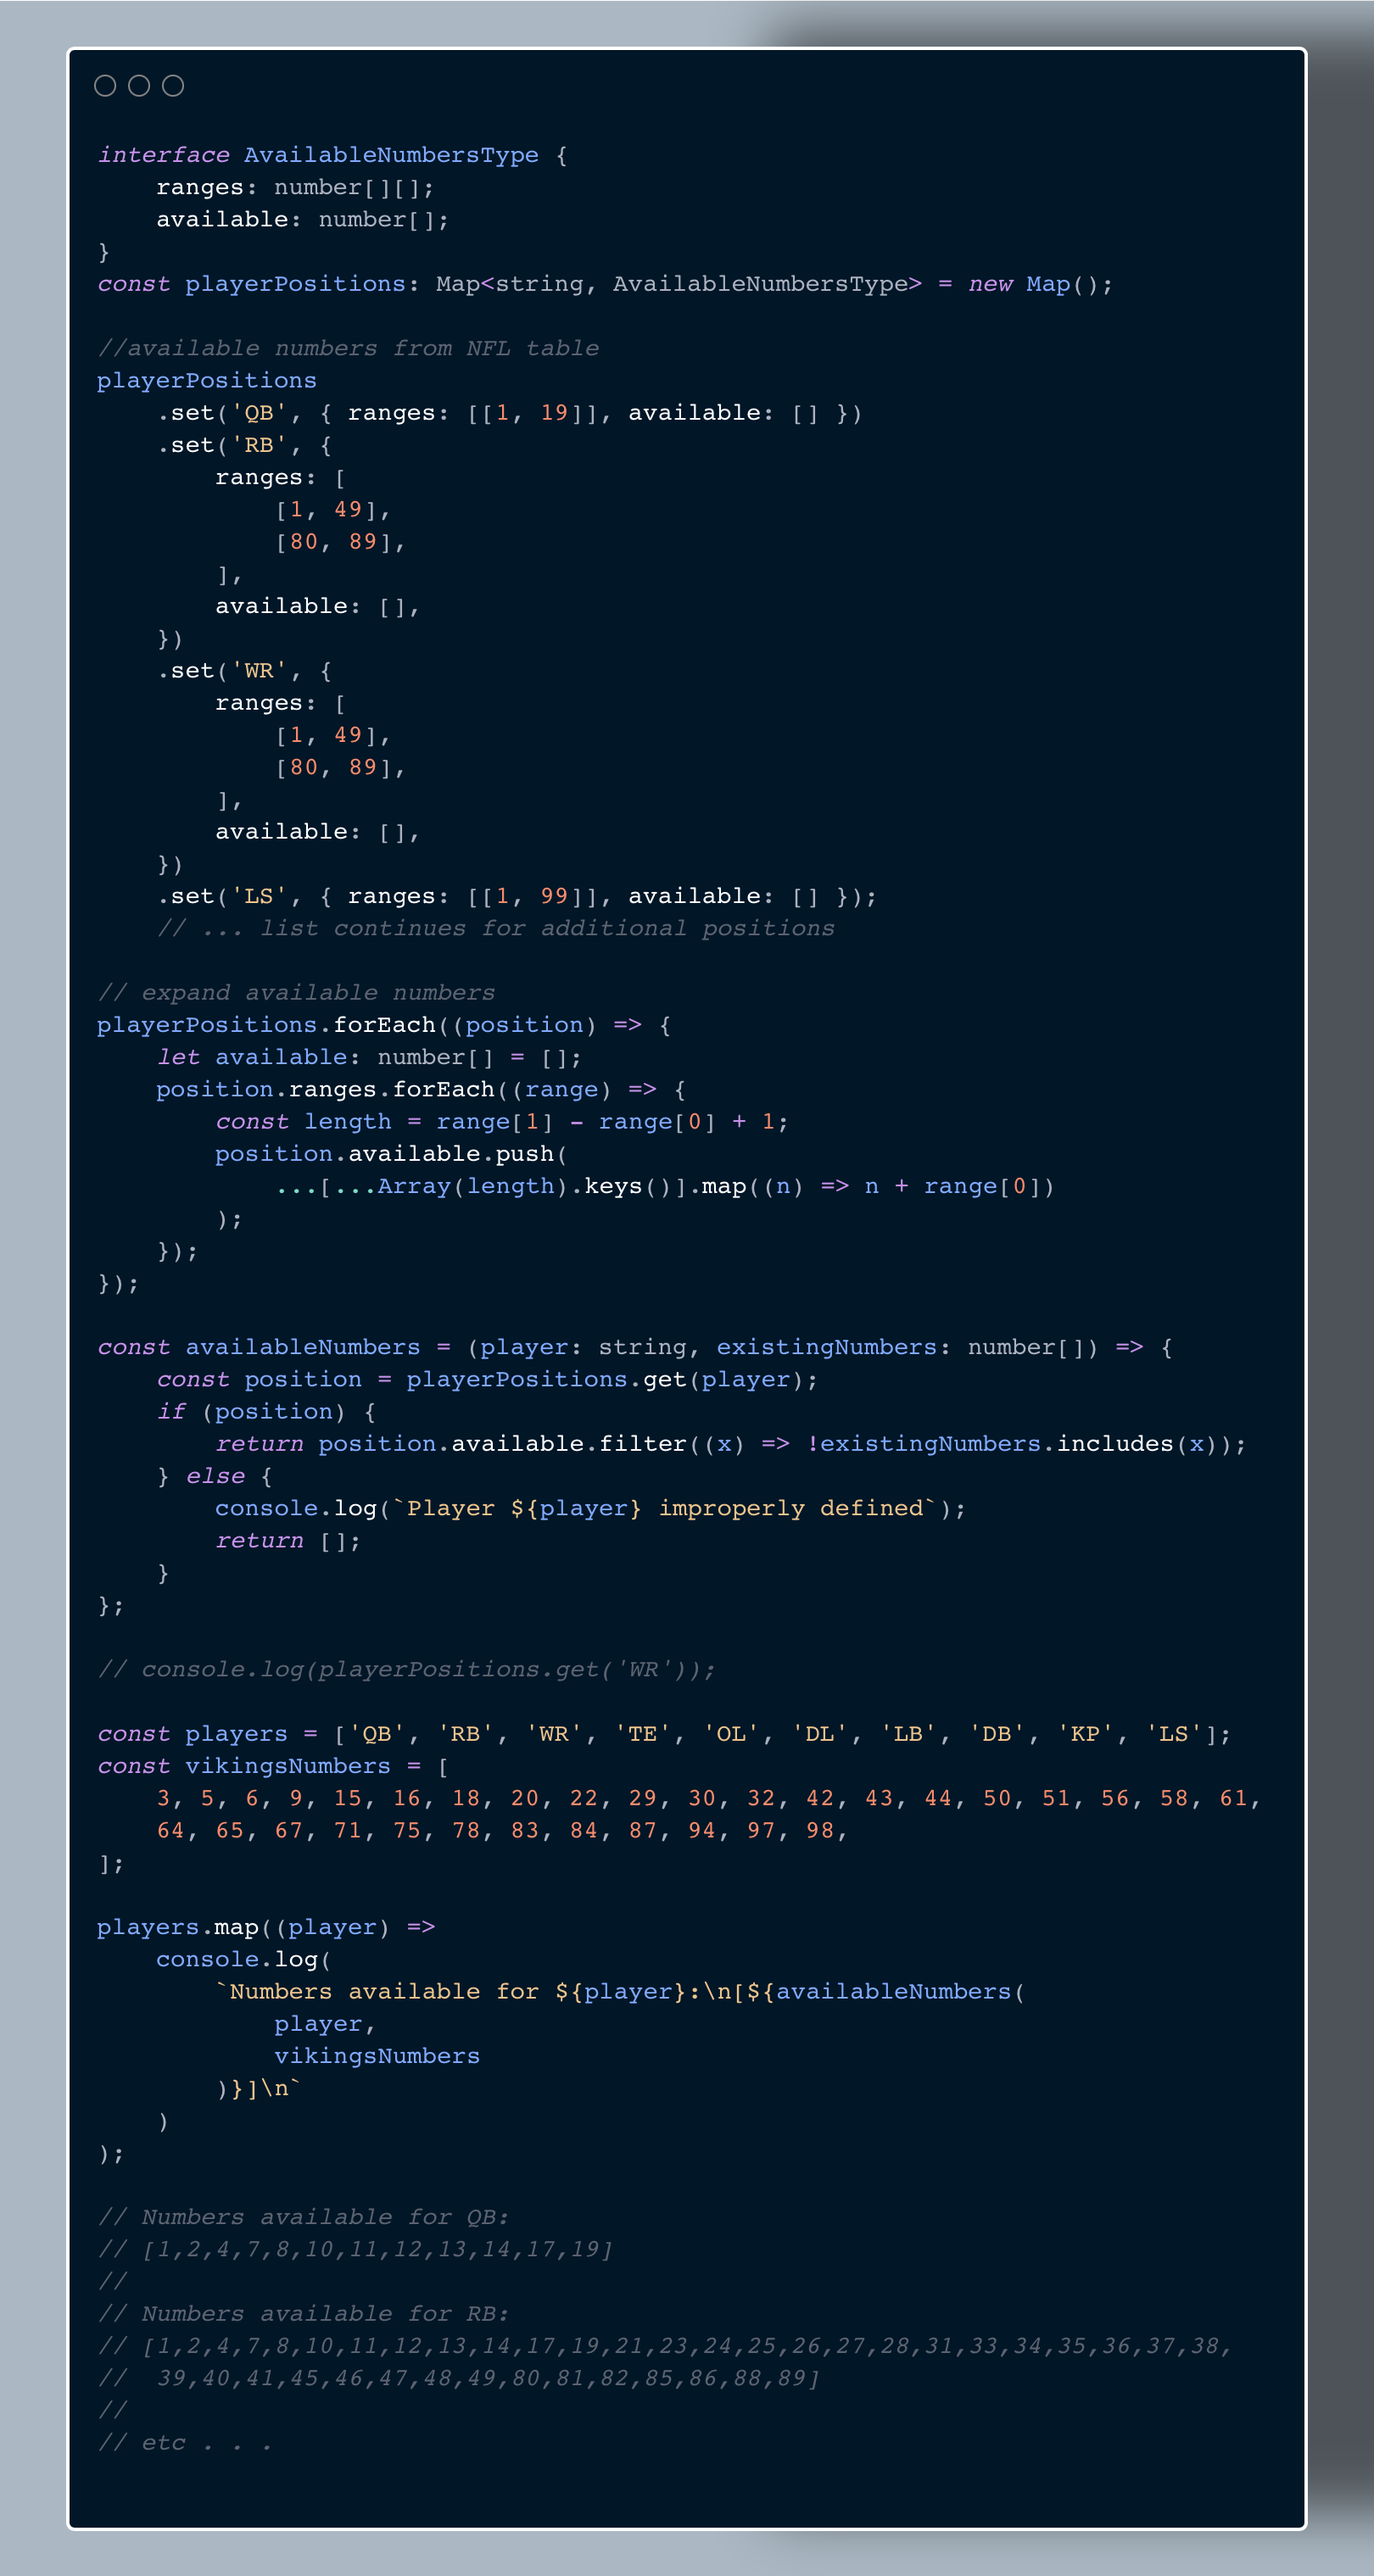 interface AvailableNumbersType {
    ranges: number[][];
    available: number[];
}
const playerPositions: Map<string, AvailableNumbersType> = new Map();

//available numbers from NFL table
playerPositions
    .set('QB', { ranges: [[1, 19]], available: [] })
    .set('RB', {
        ranges: [
            [1, 49],
            [80, 89],
        ],
        available: [],
    })
    .set('WR', {
        ranges: [
            [1, 49],
            [80, 89],
        ],
        available: [],
    })
    .set('LS', { ranges: [[1, 99]], available: [] });
    // ... list continues for additional positions

// expand available numbers
playerPositions.forEach((position) => {
    let available: number[] = [];
    position.ranges.forEach((range) => {
        const length = range[1] - range[0] + 1;
        position.available.push(
            ...[...Array(length).keys()].map((n) => n + range[0])
        );
    });
});

const availableNumbers = (player: string, existingNumbers: number[]) => {
    const position = playerPositions.get(player);
    if (position) {
        return position.available.filter((x) => !existingNumbers.includes(x));
    } else {
        console.log(`Player ${player} improperly defined`);
        return [];
    }
};

// console.log(playerPositions.get('WR'));

const players = ['QB', 'RB', 'WR', 'TE', 'OL', 'DL', 'LB', 'DB', 'KP', 'LS'];
const vikingsNumbers = [
    3, 5, 6, 9, 15, 16, 18, 20, 22, 29, 30, 32, 42, 43, 44, 50, 51, 56, 58, 61,
    64, 65, 67, 71, 75, 78, 83, 84, 87, 94, 97, 98,
];

players.map((player) =>
    console.log(
        `Numbers available for ${player}:\n[${availableNumbers(
            player,
            vikingsNumbers
        )}]\n`
    )
);

// Numbers available for QB:
// [1,2,4,7,8,10,11,12,13,14,17,19]
//
// Numbers available for RB:
// [1,2,4,7,8,10,11,12,13,14,17,19,21,23,24,25,26,27,28,31,33,34,35,36,37,38,
//  39,40,41,45,46,47,48,49,80,81,82,85,86,88,89]
//
// etc . . .